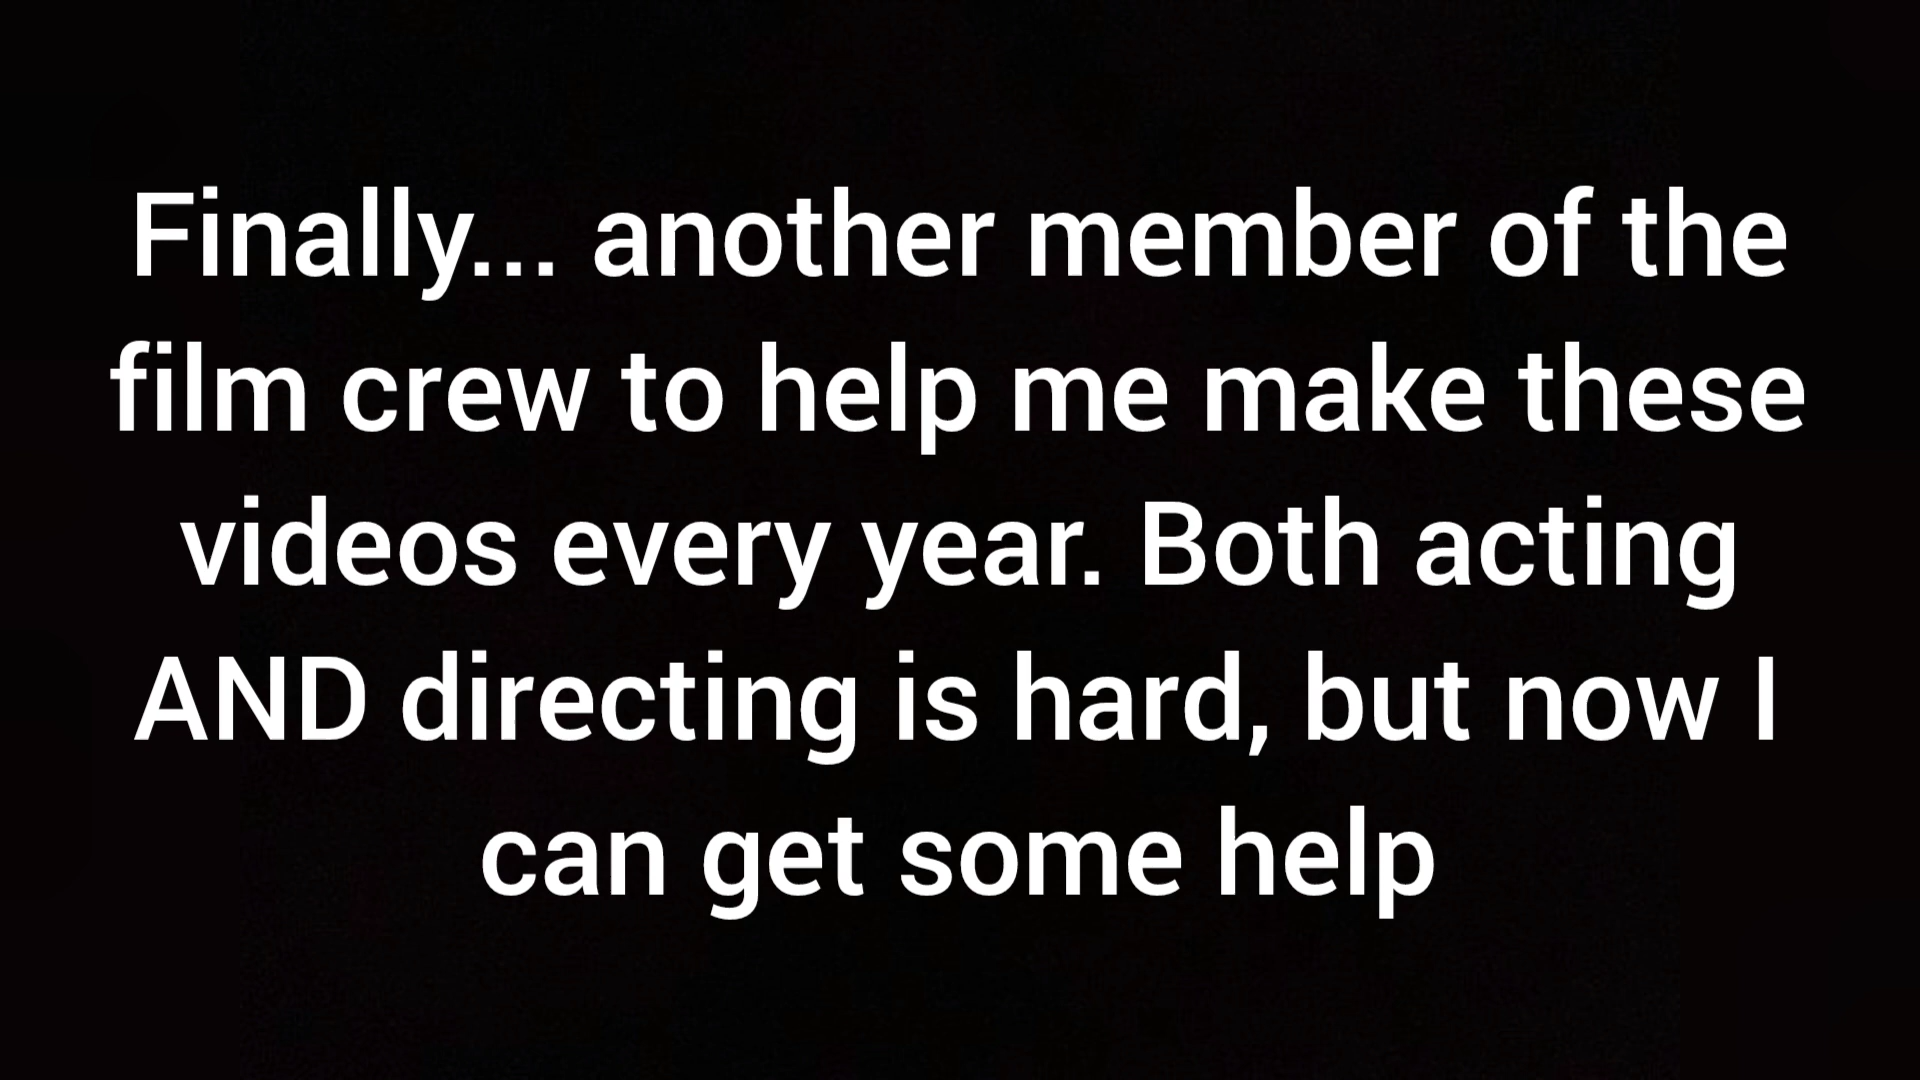 Finally... another member of the
film crew to help me make these
videos every year. Both acting
AND directing is hard, but now I
can get some help